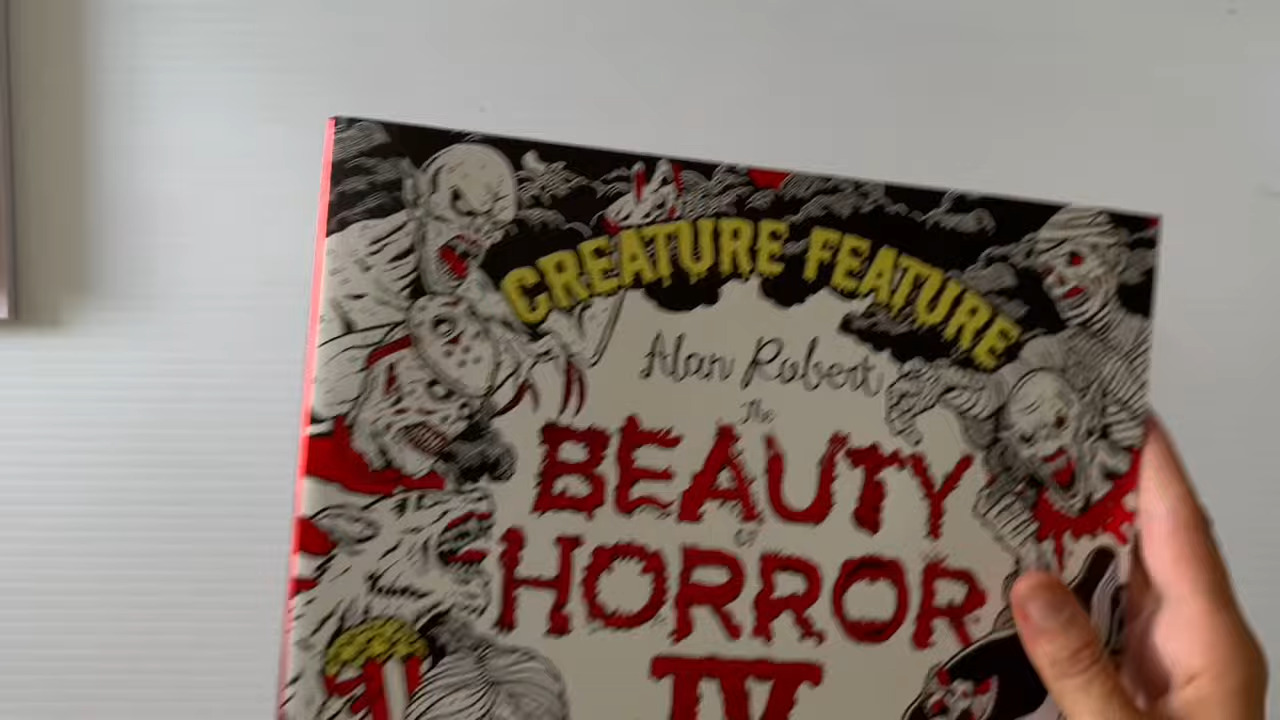 CREATURE FEATURE
Alan Robert
The
BEAUTY
OF
HORROR
IV